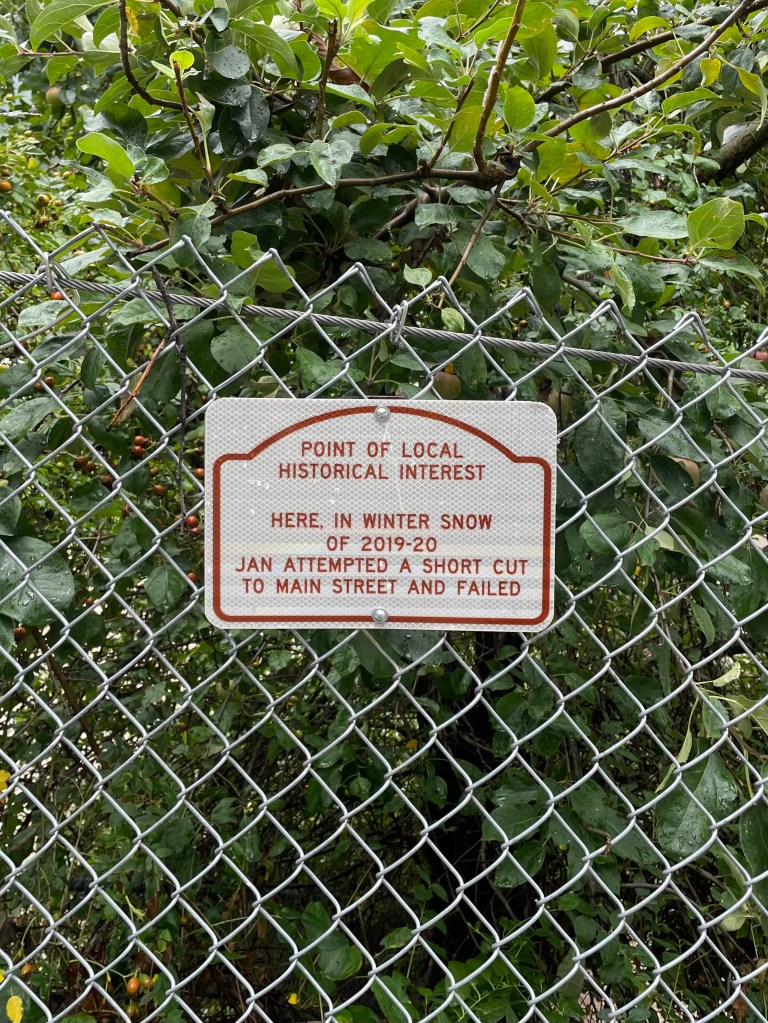 POINT OF LOCAL
HISTORICAL INTEREST
HERE, IN WINTER SNOW
OF 2019-20
JAN ATTEMPTED A SHORT CUT
TO MAIN STREET AND FAILED